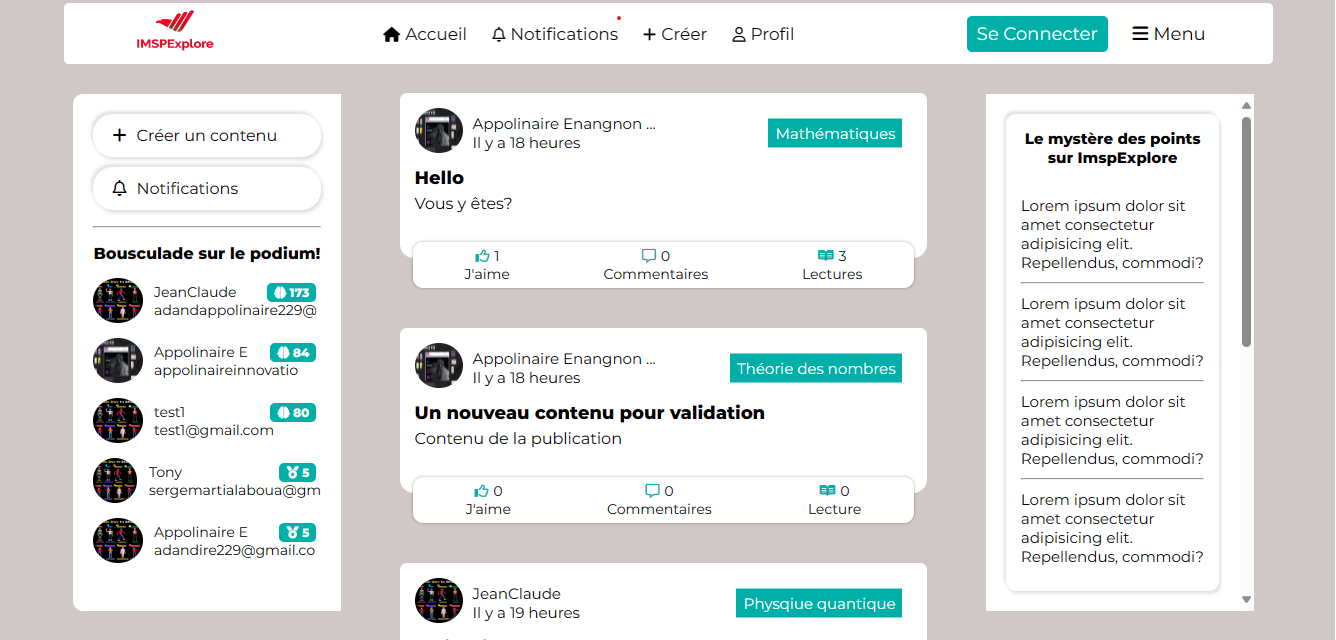 IMSPExplore
Accueil
Notifications
Créer
Profil
Se Connecter
Menu
Créer un contenu
Notifications
Bousculade sur le podium!
JeanClaude
173
adandappolinaire229@
Appolinaire E
84
appolinaireinnovatio
test1
80
test1@gmail.com
Tony
5
sergemartialaboua@gm
Appolinaire E
5
adandire229@gmail.co
Appolinaire Enangnon ...
Il y a 18 heures
Mathématiques
Hello
Vous y êtes?
1
J'aime
0
Commentaires
3
Lectures
Appolinaire Enangnon ...
Il y a 18 heures
Théorie des nombres
Un nouveau contenu pour validation
Contenu de la publication
0
J'aime
0
Commentaires
0
Lecture
JeanClaude
Il y a 19 heures
Physqiue quantique
Le mystère des points
sur ImspExplore
Lorem ipsum dolor sit
amet consectetur
adipisicing elit.
Repellendus, commodi?
Lorem ipsum dolor sit
amet consectetur
adipisicing elit.
Repellendus, commodi?
Lorem ipsum dolor sit
amet consectetur
adipisicing elit.
Repellendus, commodi?
Lorem ipsum dolor sit
amet consectetur
adipisicing elit.
Repellendus, commodi?